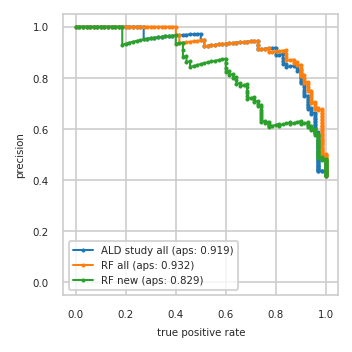 1.0
0.8
0.6
0.4
0.2
0.0
precision
ALD study all (aps: 0.919)
RF all (aps: 0.932)
RF new (aps: 0.829)
0.0 0.2 0.4 0.6 0.8 1.0
true positive rate